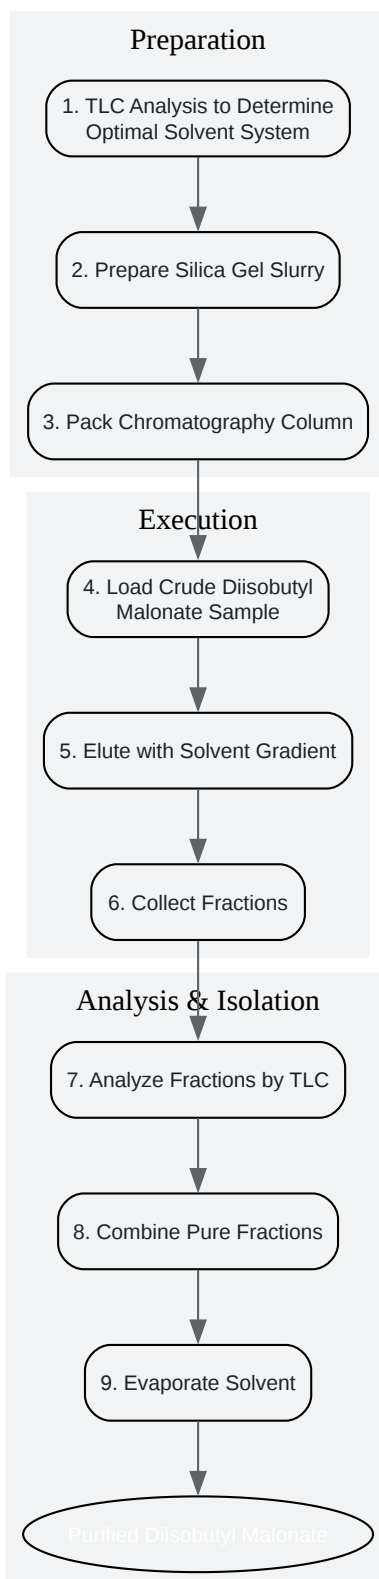 Preparation
1. TLC Analysis to Determine
Optimal Solvent System
2. Prepare Silica Gel Slurry
3. Pack Chromatography Column
Execution
4. Load Crude Diisobutyl
Malonate Sample
5. Elute with Solvent Gradient
6. Collect Fractions
Analysis & Isolation
7. Analyze Fractions by TLC
8. Combine Pure Fractions
9. Evaporate Solvent
Purified Diisobutyl Malonate